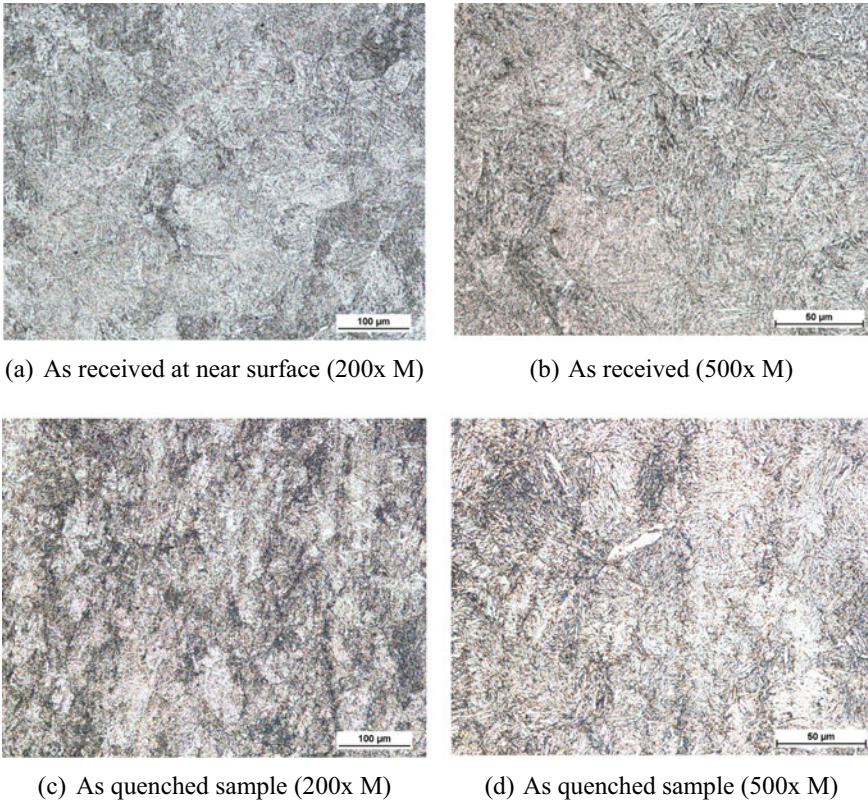 100 µm
50 µm
(a) As received at near surface (200x M)
(b) As received (500x M)
100 µm
50 µm
(c) As quenched sample (200x M)
(d) As quenched sample (500x M)